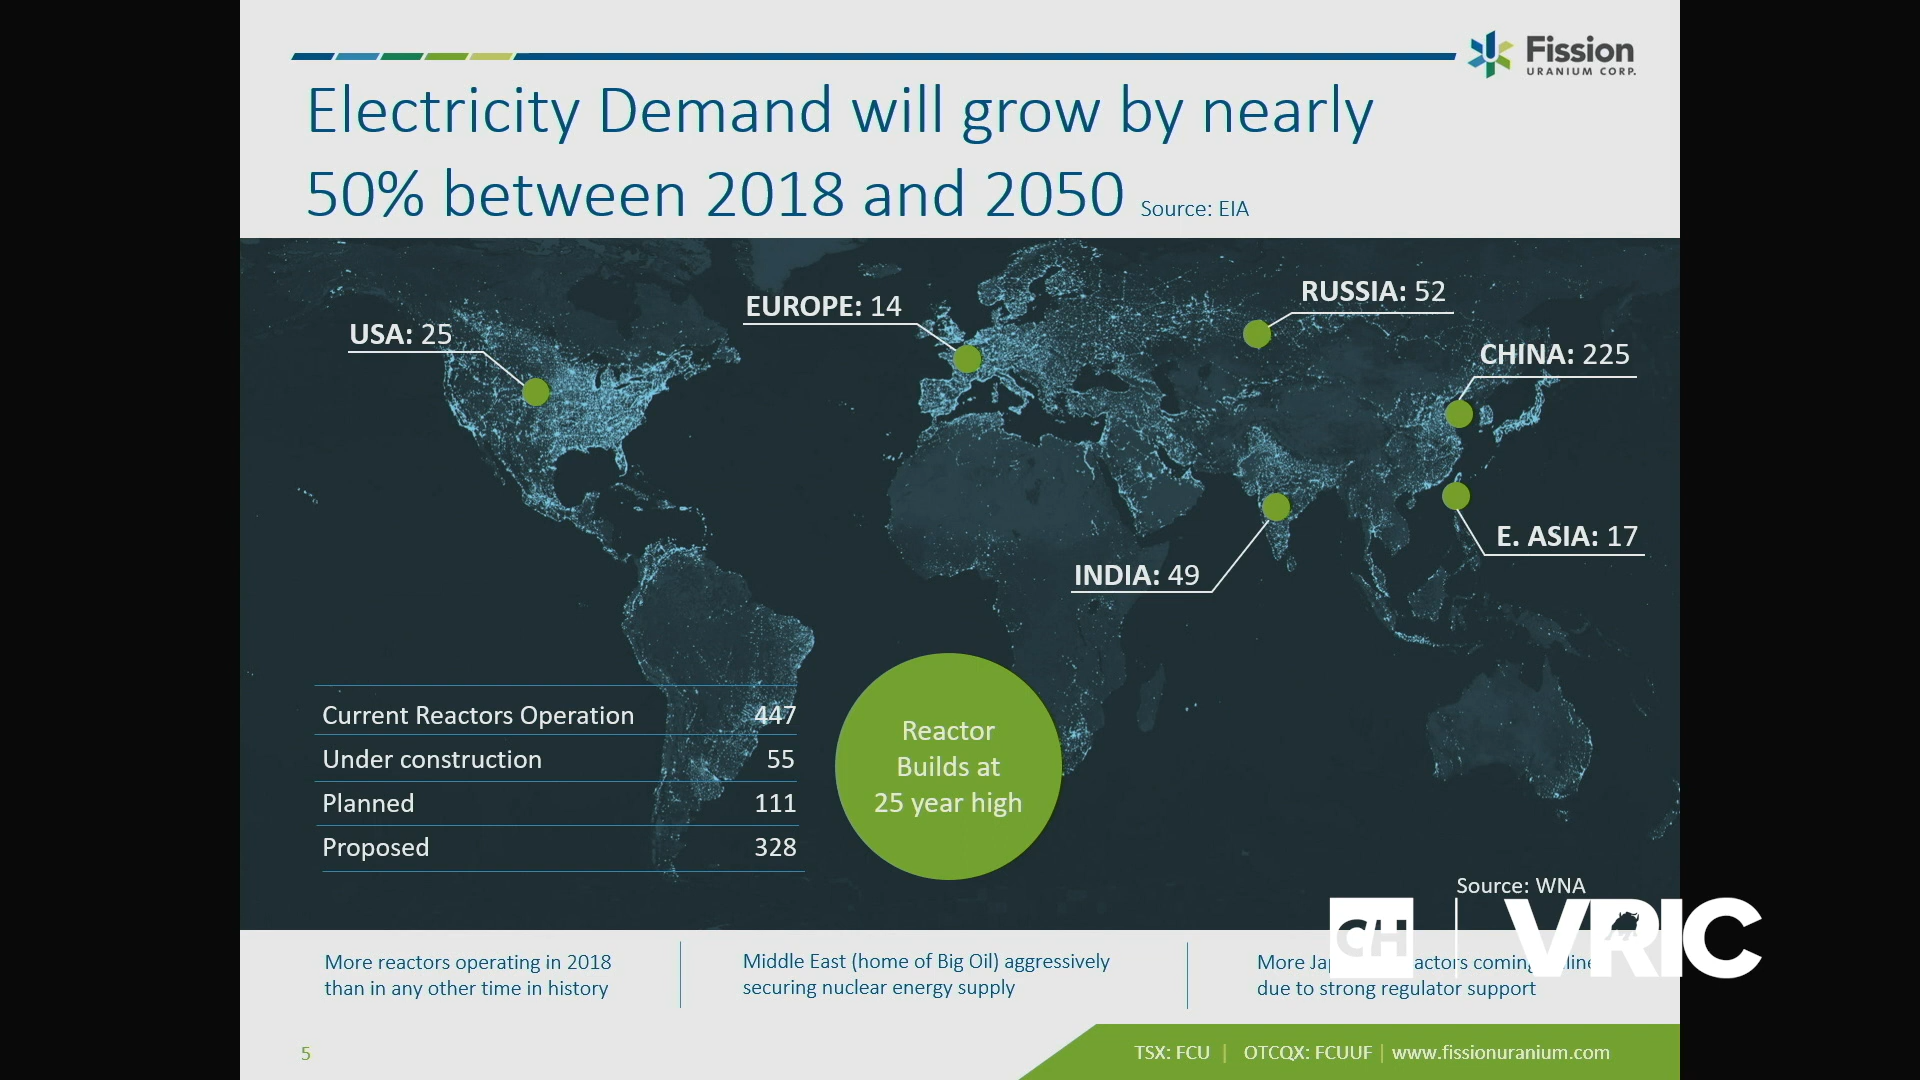 Fission
URANIUM CORP.
Electricity Demand will grow by nearly
50% between 2018 and 2050 Source: EIA
EUROPE: 14
RUSSIA: 52
USA: 25
CHINA: 225
E. ASIA: 17
INDIA: 49
Current Reactors Operation 447
Under construction 55
Planned 111
Proposed 328
Reactor
Builds at
25 year high
Source: WNA
CH VRIC
More reactors operating in 2018
than in any other time in history
Middle East (home of Big Oil) aggressively
securing nuclear energy supply
More coming
due to strong regulator support
5
TSX: FCU | OTCQX: FCUUF | www.fissionuranium.com